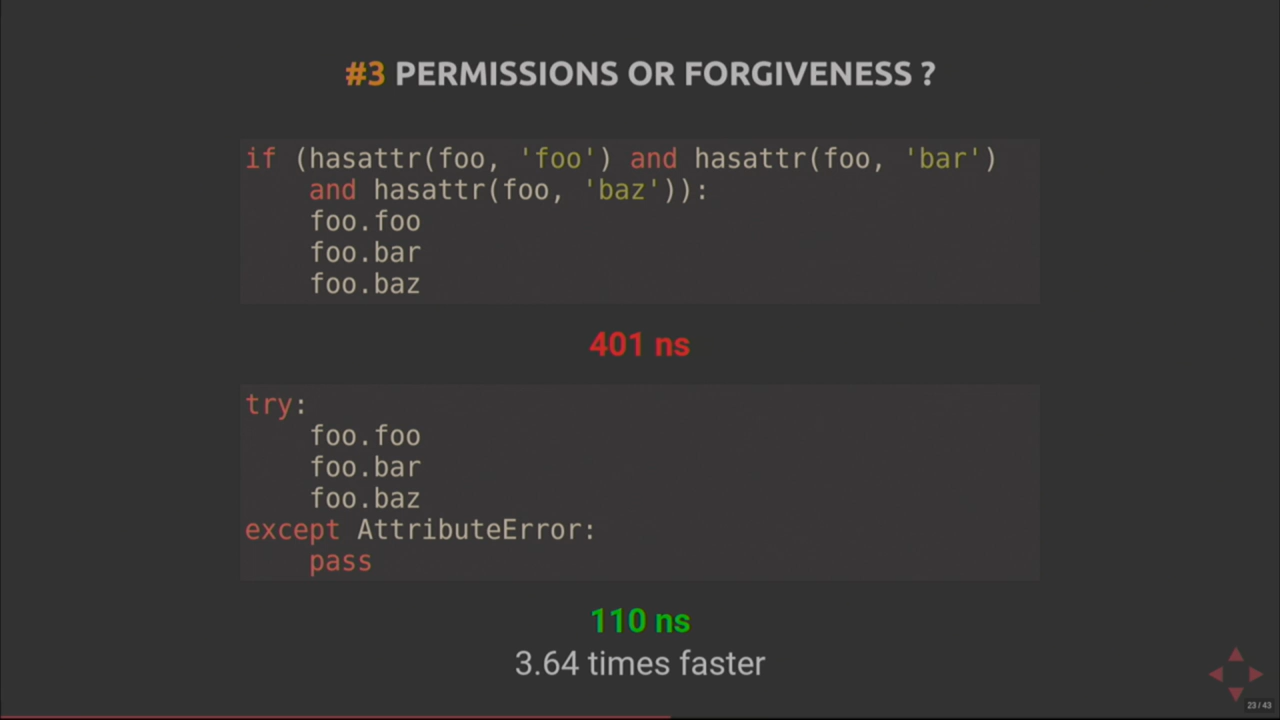 #3 PERMISSIONS OR FORGIVENESS ?
if (hasattr(foo, 'foo') and hasattr(foo, 'bar')
    and hasattr(foo, 'baz')):
    foo.foo
    foo.bar
    foo.baz
401 ns
try:
    foo.foo
    foo.bar
    foo.baz
except AttributeError:
    pass
110 ns
3.64 times faster
23 / 43